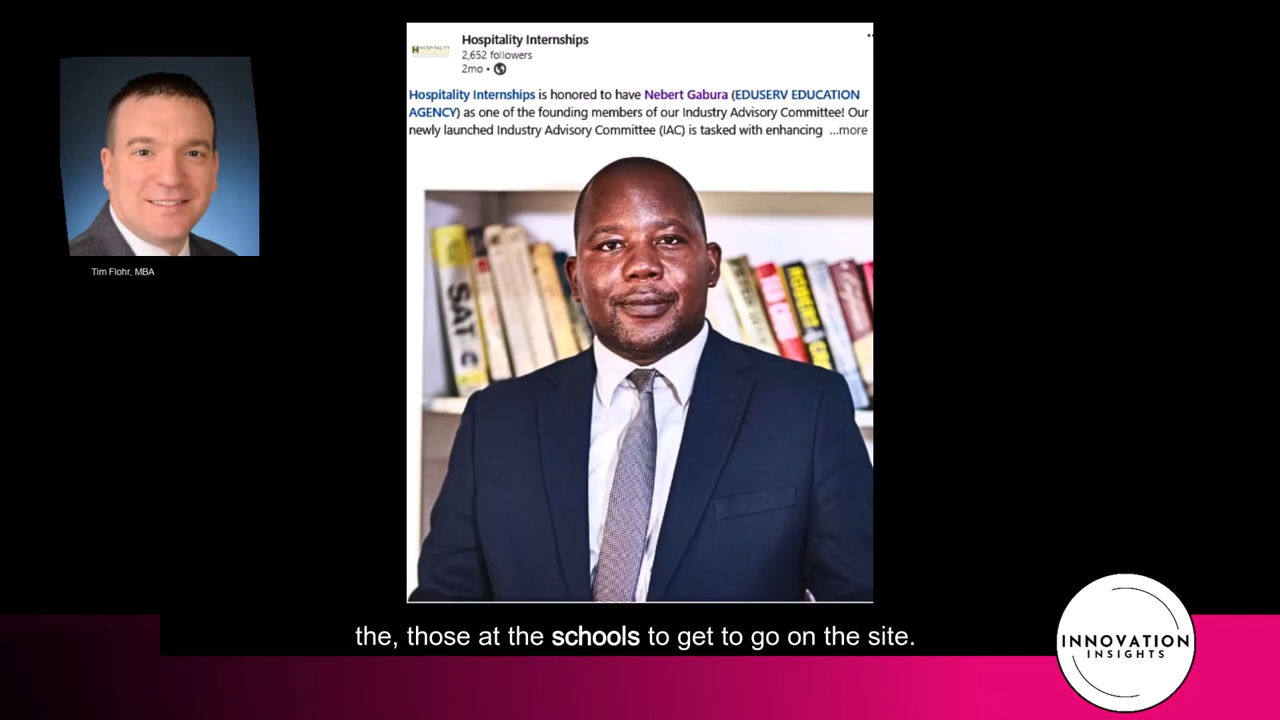 Hospitality Internships
2,652 followers
2mo •
Hospitality Internships is honored to have Nebert Gabura (EDUSERV EDUCATION
AGENCY) as one of the founding members of our Industry Advisory Committee! Our
newly launched Industry Advisory Committee (IAC) is tasked with enhancing ...more
Tim Flohr, MBA
SAT
the, those at the schools to get to go on the site.
INNOVATION
INSIGHTS